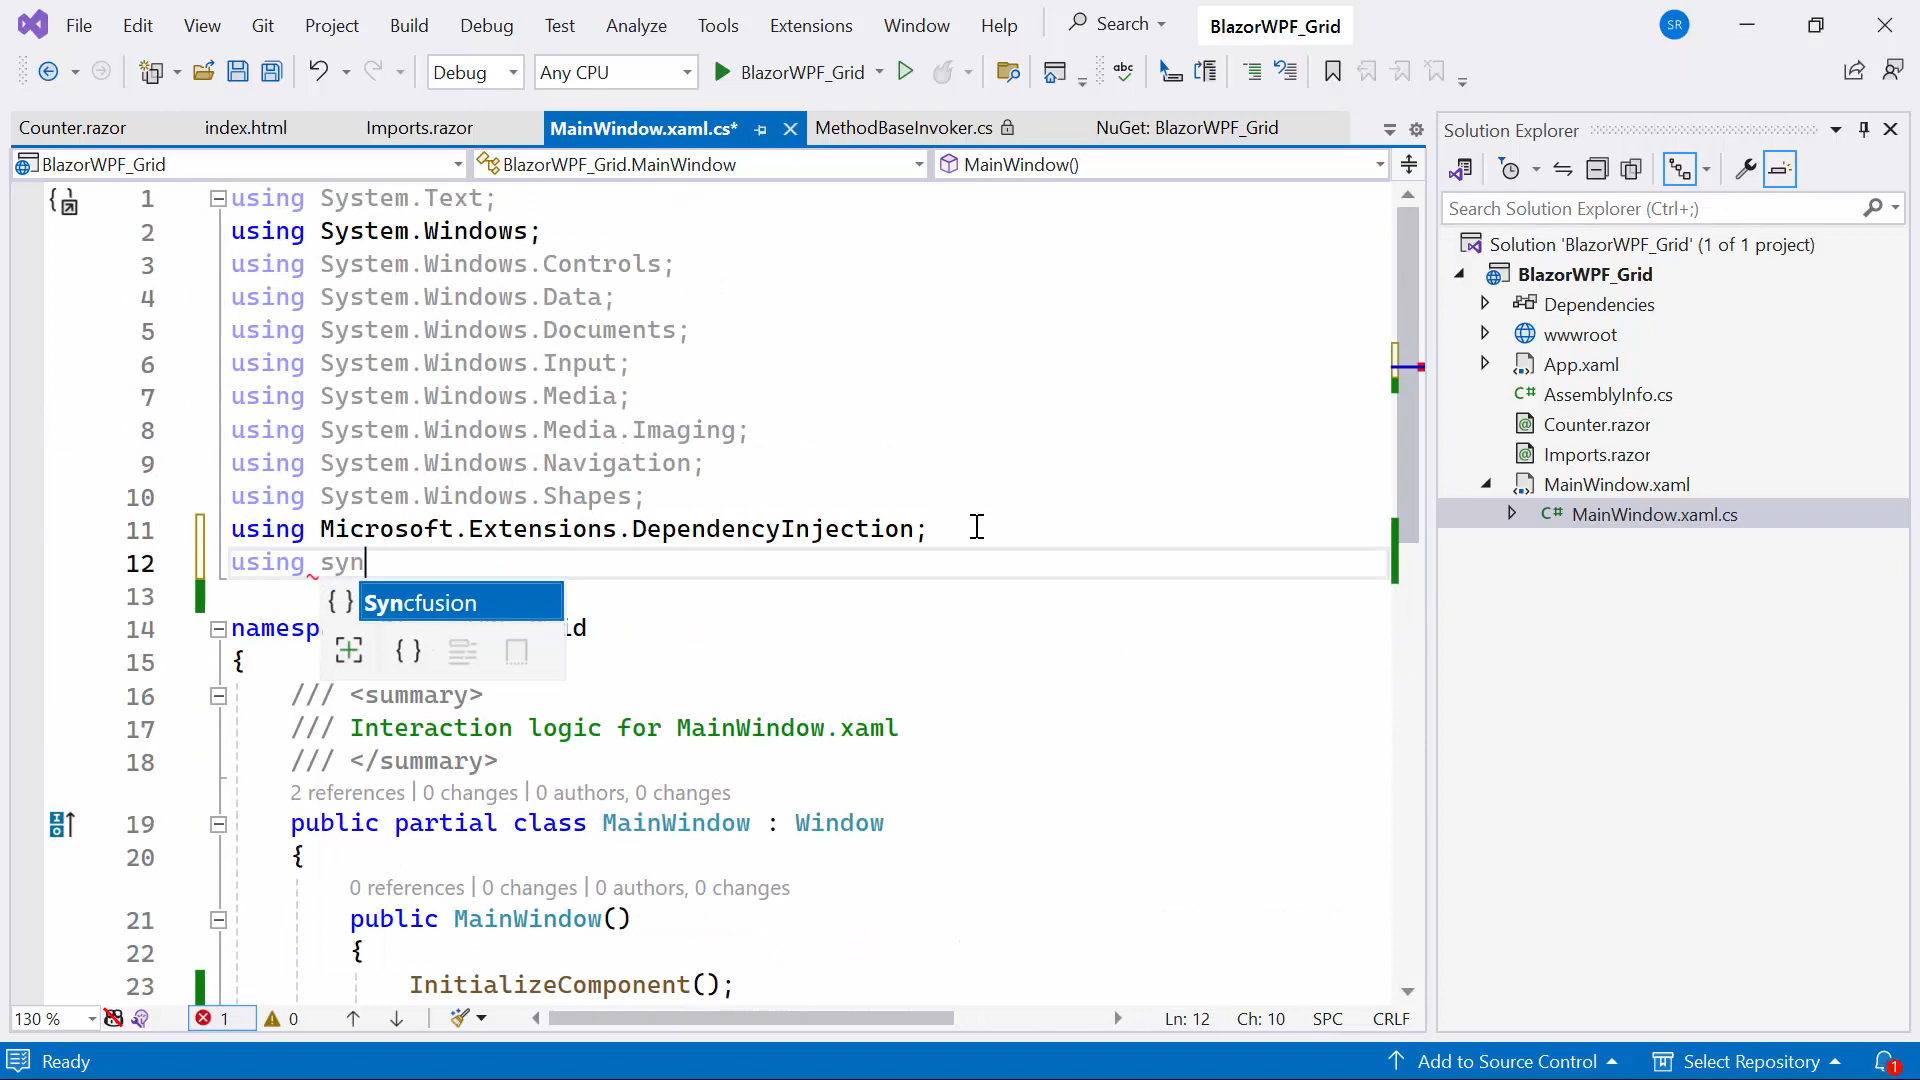 File Edit View Git Project Build Debug Test Analyze Tools Extensions Window Help Search BlazorWPF_Grid SR
Debug Any CPU BlazorWPF_Grid abc
Counter.razor index.html Imports.razor MainWindow.xaml.cs* MethodBaseInvoker.cs NuGet: BlazorWPF_Grid
BlazorWPF_Grid BlazorWPF_Grid.MainWindow MainWindow()
1 using System.Text;
2 using System.Windows;
3 using System.Windows.Controls;
4 using System.Windows.Data;
5 using System.Windows.Documents;
6 using System.Windows.Input;
7 using System.Windows.Media;
8 using System.Windows.Media.Imaging;
9 using System.Windows.Navigation;
10 using System.Windows.Shapes;
11 using Microsoft.Extensions.DependencyInjection;
12 using syn
{ } Syncfusion
13
14 namesp id
15 {
16 /// <summary>
17 /// Interaction logic for MainWindow.xaml
18 /// </summary>
2 references | 0 changes | 0 authors, 0 changes
19 public partial class MainWindow : Window
20 {
0 references | 0 changes | 0 authors, 0 changes
21 public MainWindow()
22 {
23 InitializeComponent();
130 % 1 0 Ln: 12 Ch: 10 SPC CRLF
Solution Explorer
Search Solution Explorer (Ctrl+;)
Solution 'BlazorWPF_Grid' (1 of 1 project)
BlazorWPF_Grid
Dependencies
wwwroot
App.xaml
C# AssemblyInfo.cs
Counter.razor
Imports.razor
MainWindow.xaml
C# MainWindow.xaml.cs
Ready Add to Source Control Select Repository 1